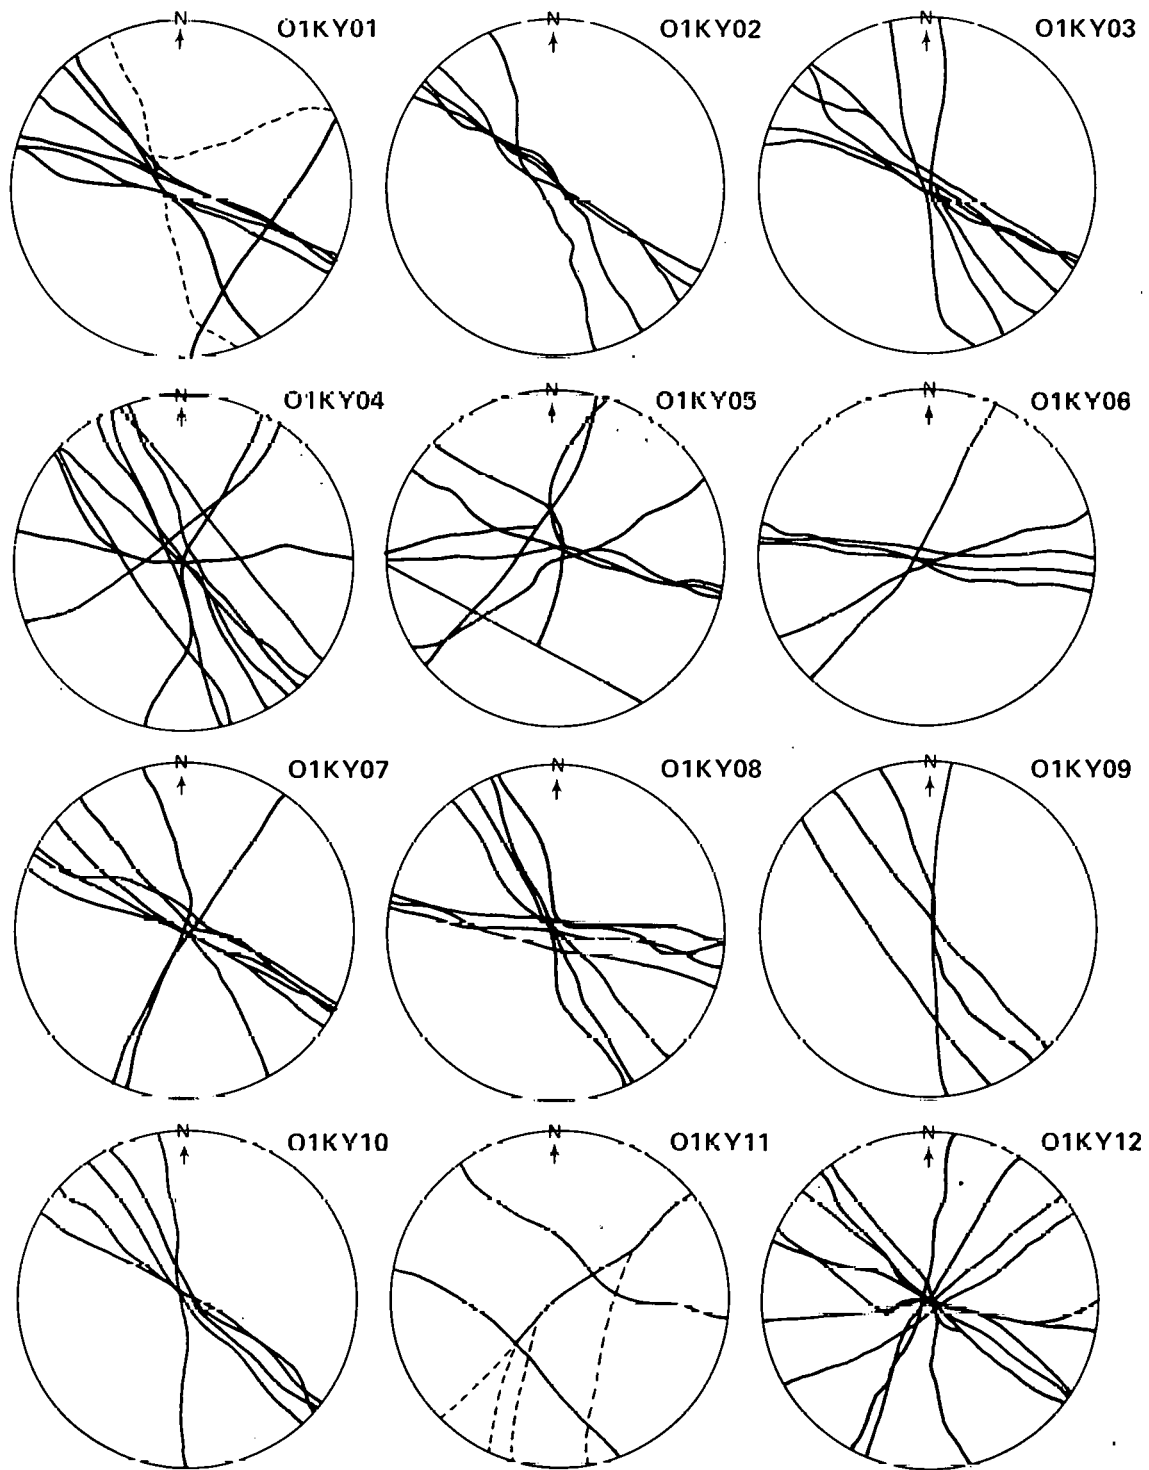 N O1KY01 N O1KY02 N O1KY03
N O1KY04 N O1KY05 N O1KY06
N O1KY07 N O1KY08 N O1KY09
N O1KY10 N O1KY11 N O1KY12